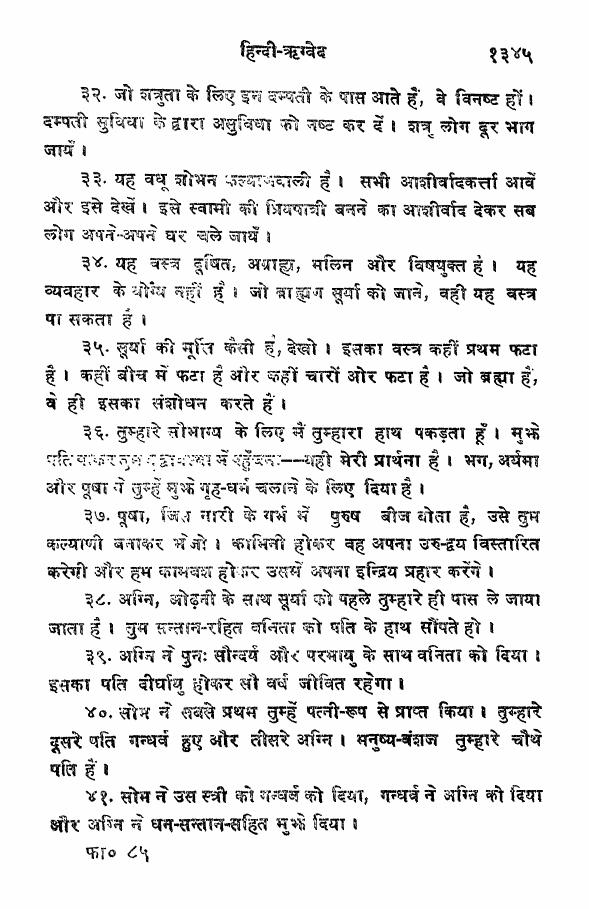 हिन्दी-ऋग्वेद १३४५
३२. जो शत्रुता के लिए इन दम्पती के पास आते हैं, वे विनष्ट हों।
दम्पती सुविधा के द्वारा असुविधा को नष्ट कर दें। शत्रु लोग दूर भाग
जायँ।
३३. यह वधू शोभन कल्याणवाली है। सभी आशीर्वादकर्त्ता आवें
और इसे देखें। इसे स्वामी की प्रियपात्री बनने का आशीर्वाद देकर सब
लोग अपने-अपने घर चले जायँ।
३४. यह वस्त्र दूषित, अग्राह्य, मलिन और विषयुक्त है। यह
व्यवहार के योग्य नहीं है। जो ब्राह्मण सूर्या को जाने, वही यह वस्त्र
पा सकता है।
३५. सूर्या की मूर्त्ति कैसी है, देखो। इसका वस्त्र कहीं प्रथम फटा
है। कहीं बीच में फटा है और कहीं चारों ओर फटा है। जो ब्रह्मा हैं,
वे ही इसका संशोधन करते हैं।
३६. तुम्हारे सौभाग्य के लिए मैं तुम्हारा हाथ पकड़ता हूँ। मुझे
पति पाकर तुम वृद्धावस्था में पहुँचना--यही मेरी प्रार्थना है। भग, अर्यमा
और पूषा ने तुम्हें मुझे गृह-धर्म चलाने के लिए दिया है।
३७. पूषा, जिस नारी के गर्भ में पुरुष बीज बोता है, उसे तुम
कल्याणी बनाकर भेजो। कामिनी होकर वह अपना उरु-द्वय विस्तारित
करेगी और हम कामवश होकर उसमें अपना इन्द्रिय प्रहार करेंगे।
३८. अग्नि, ओढ़नी के साथ सूर्या को पहले तुम्हारे ही पास ले जाया
जाता है। तुम सन्तान-रहित वनिता को पति के हाथ सौंपते हो।
३९. अग्नि ने पुनः सौन्दर्य और परमायु के साथ वनिता को दिया।
इसका पति दीर्घायु होकर सौ वर्ष जीवित रहेगा।
४०. सोम ने सबसे प्रथम तुम्हें पत्नी-रूप से प्राप्त किया। तुम्हारे
दूसरे पति गन्धर्व हुए और तीसरे अग्नि। मनुष्य-वंशज तुम्हारे चौथे
पति हैं।
४१. सोम ने उस स्त्री को गन्धर्व को दिया, गन्धर्व ने अग्नि को दिया
और अग्नि ने धन-सन्तान-सहित मुझे दिया।
फा० ८५